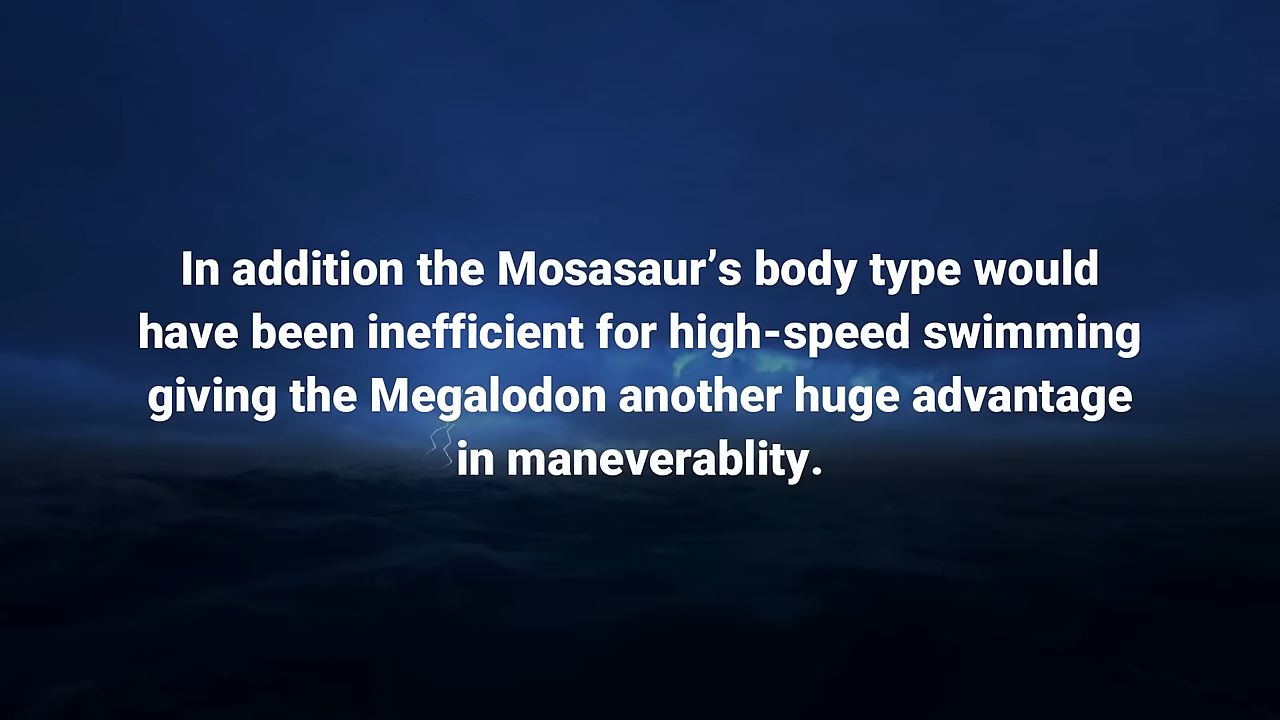 In addition the Mosasaur’s body type would
have been inefficient for high-speed swimming
giving the Megalodon another huge advantage
in maneverablity.